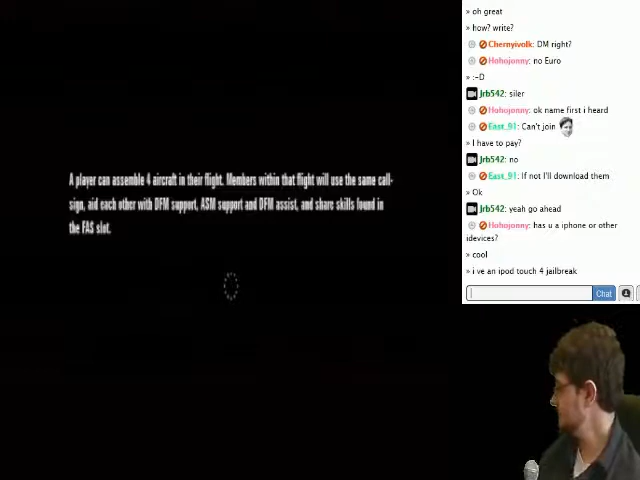 A player can assemble 4 aircraft in their flight. Members within that flight will use the same call-
sign, aid each other with DFM support, ASM support and DFM assist, and share skills found in
the FAS slot.
» oh great
» how? write?
Chernyivolk: DM right?
Hohojonny: no Euro
» :-D
Jrb542: siler
Hohojonny: ok name first i heard
East_91: Can't join
» I have to pay?
Jrb542: no
East_91: If not I'll download them
» Ok
Jrb542: yeah go ahead
Hohojonny: has u a iphone or other
idevices?
» cool
» i ve an ipod touch 4 jailbreak
Chat